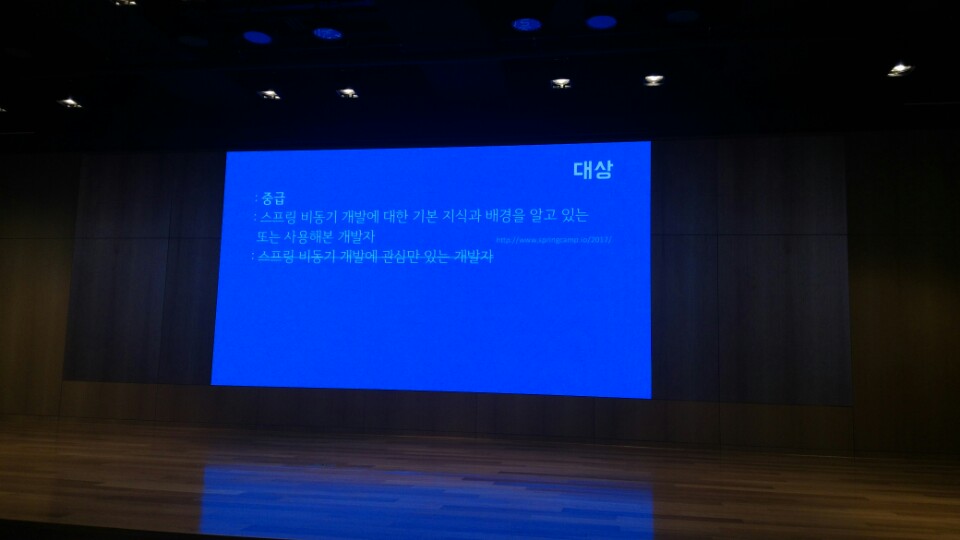 대상
: 중급
: 스프링 비동기 개발에 대한 기본 지식과 배경을 알고 있는
또는 사용해본 개발자
http://www.springcamp.io/2017/
: 스프링 비동기 개발에 관심만 있는 개발자